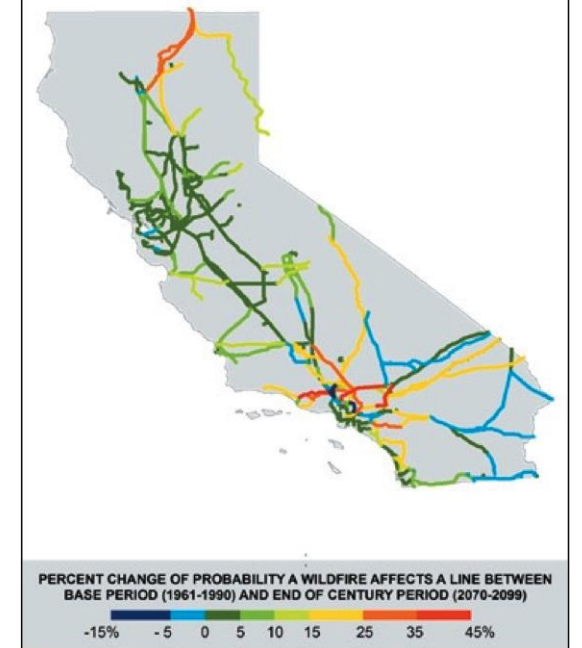 PERCENT CHANGE OF PROBABILITY A WILDFIRE AFFECTS A LINE BETWEEN
BASE PERIOD (1961-1990) AND END OF CENTURY PERIOD (2070-2099)
-15% - 5 0 5 10 15 25 35 45%